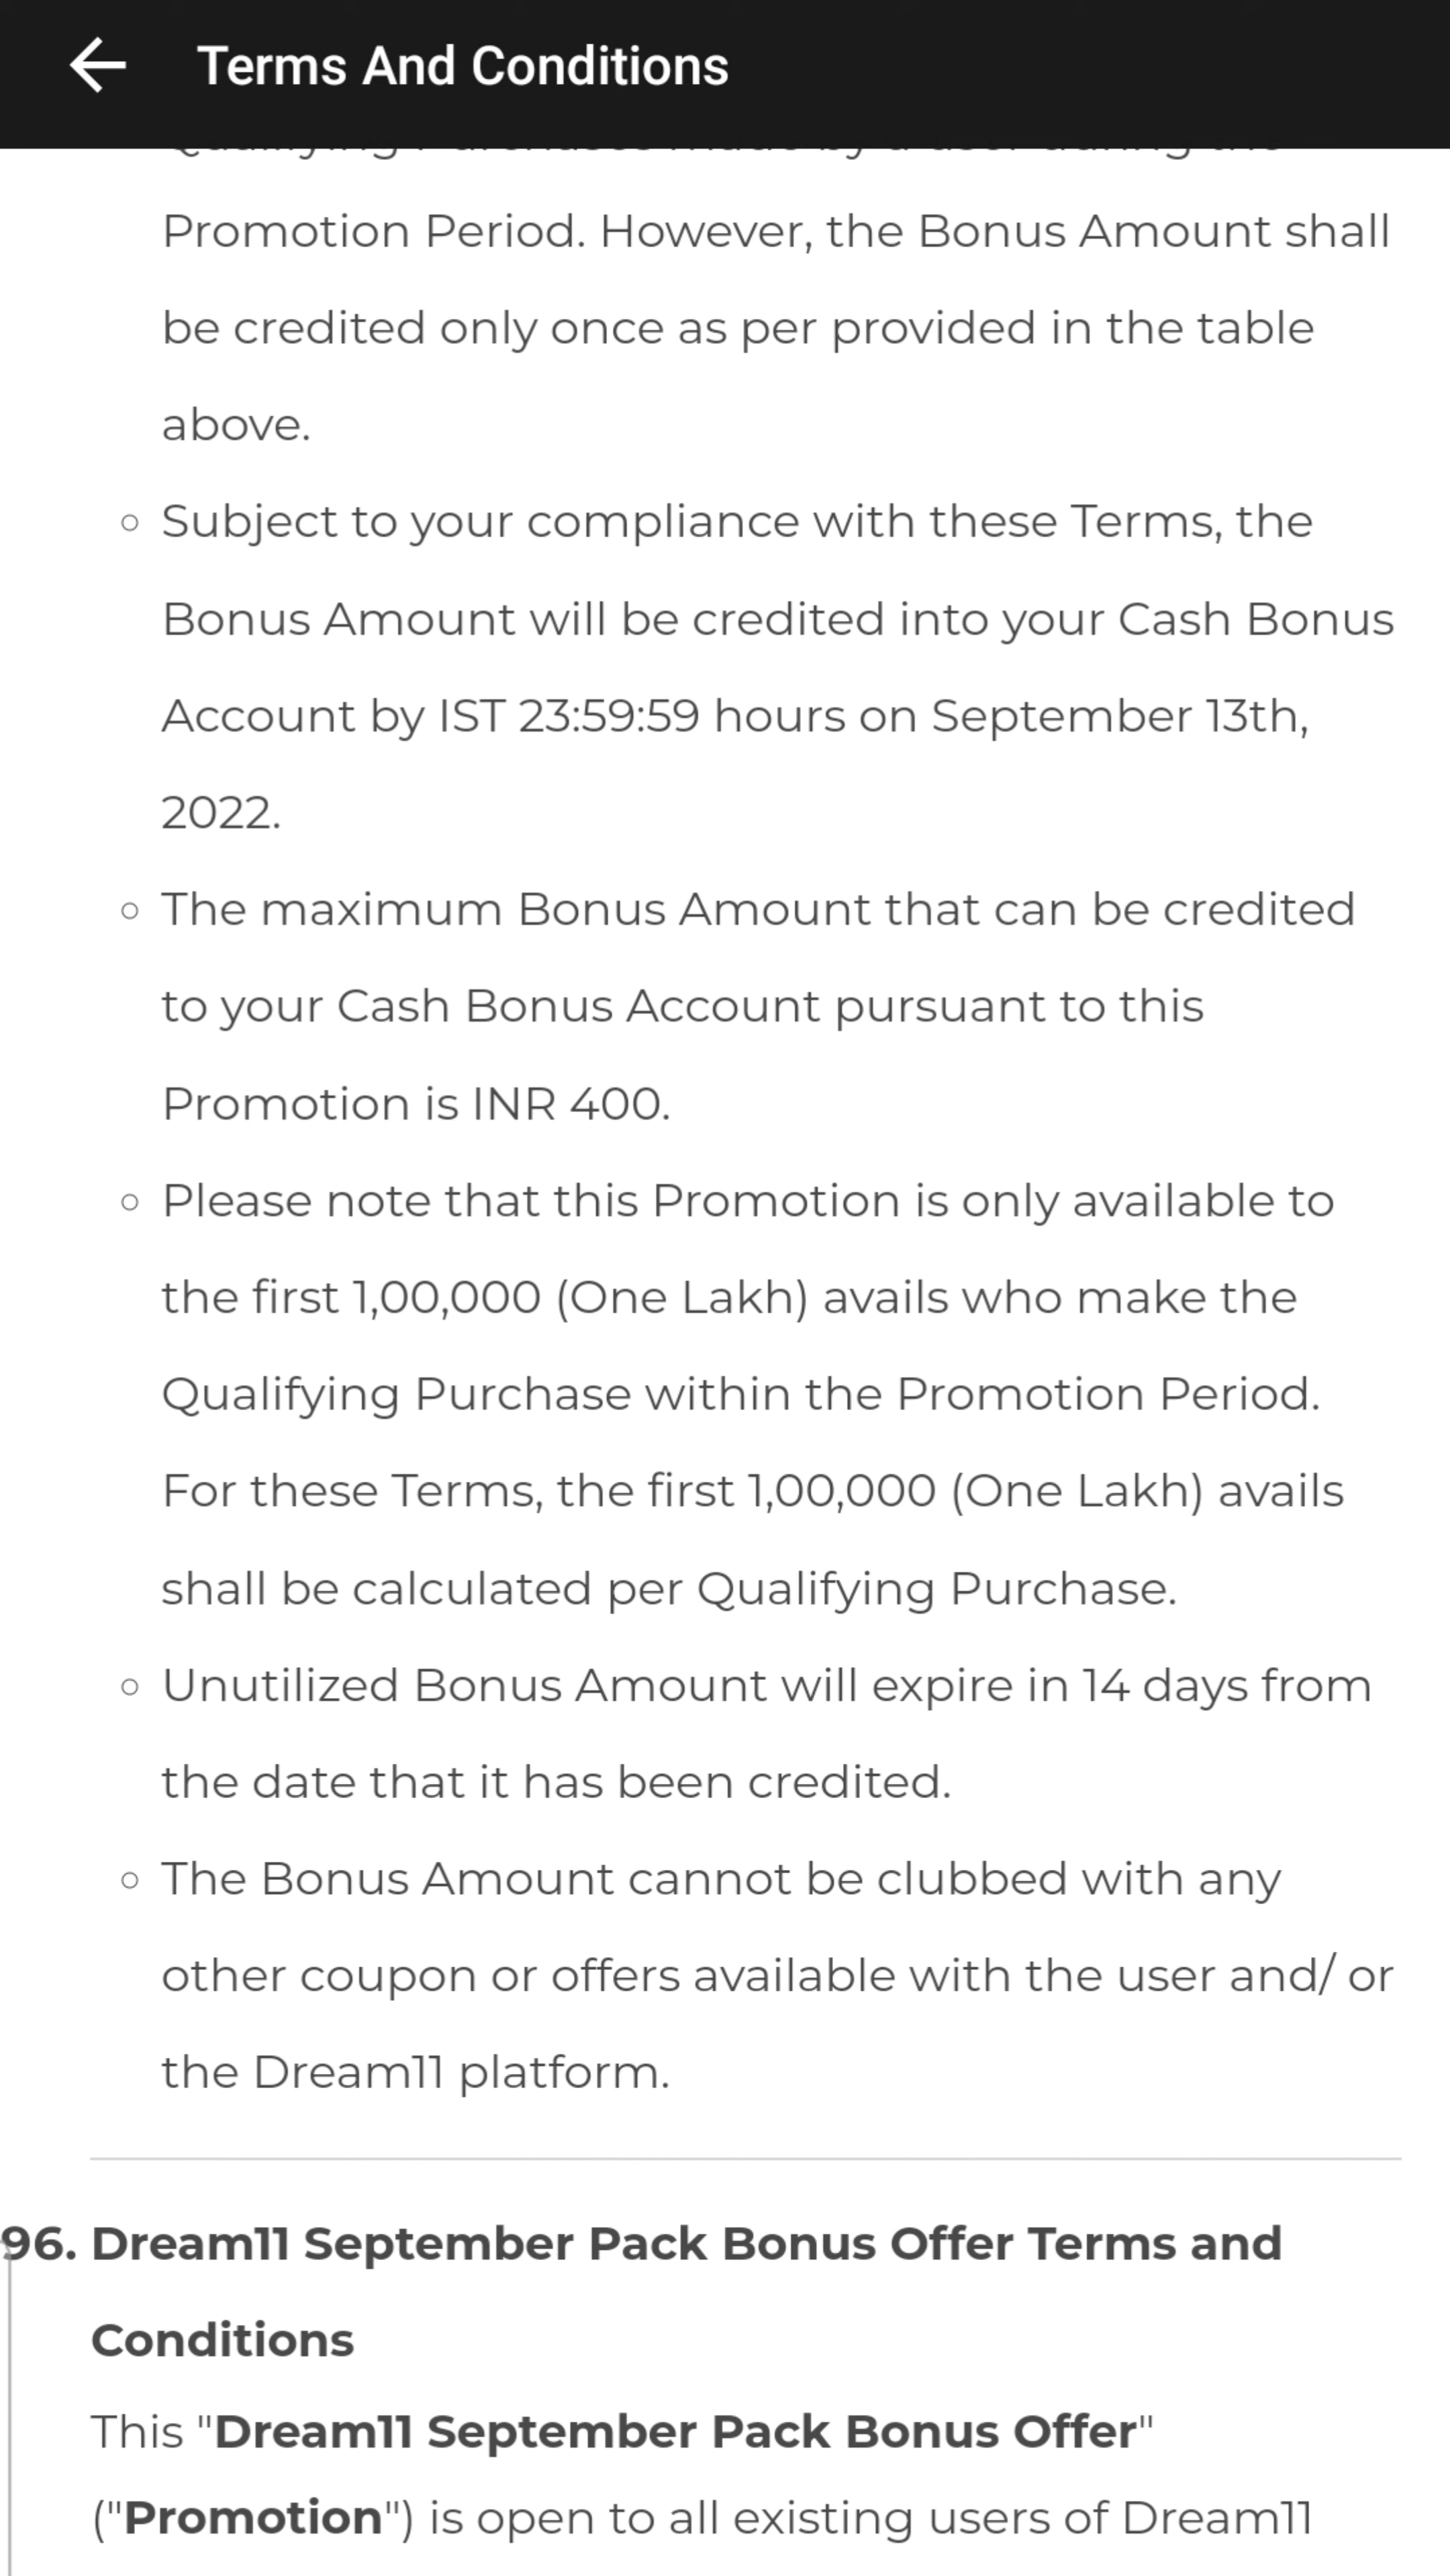 Terms And Conditions
Promotion Period. However, the Bonus Amount shall
be credited only once as per provided in the table
above.
Subject to your compliance with these Terms, the
Bonus Amount will be credited into your Cash Bonus
Account by IST 23:59:59 hours on September 13th,
2022.
The maximum Bonus Amount that can be credited
to your Cash Bonus Account pursuant to this
Promotion is INR 400.
Please note that this Promotion is only available to
the first 1,00,000 (One Lakh) avails who make the
Qualifying Purchase within the Promotion Period.
For these Terms, the first 1,00,000 (One Lakh) avails
shall be calculated per Qualifying Purchase.
Unutilized Bonus Amount will expire in 14 days from
the date that it has been credited.
The Bonus Amount cannot be clubbed with any
other coupon or offers available with the user and/ or
the Dream11 platform.
96. Dream11 September Pack Bonus Offer Terms and
Conditions
This "Dream11 September Pack Bonus Offer"
("Promotion") is open to all existing users of Dream11